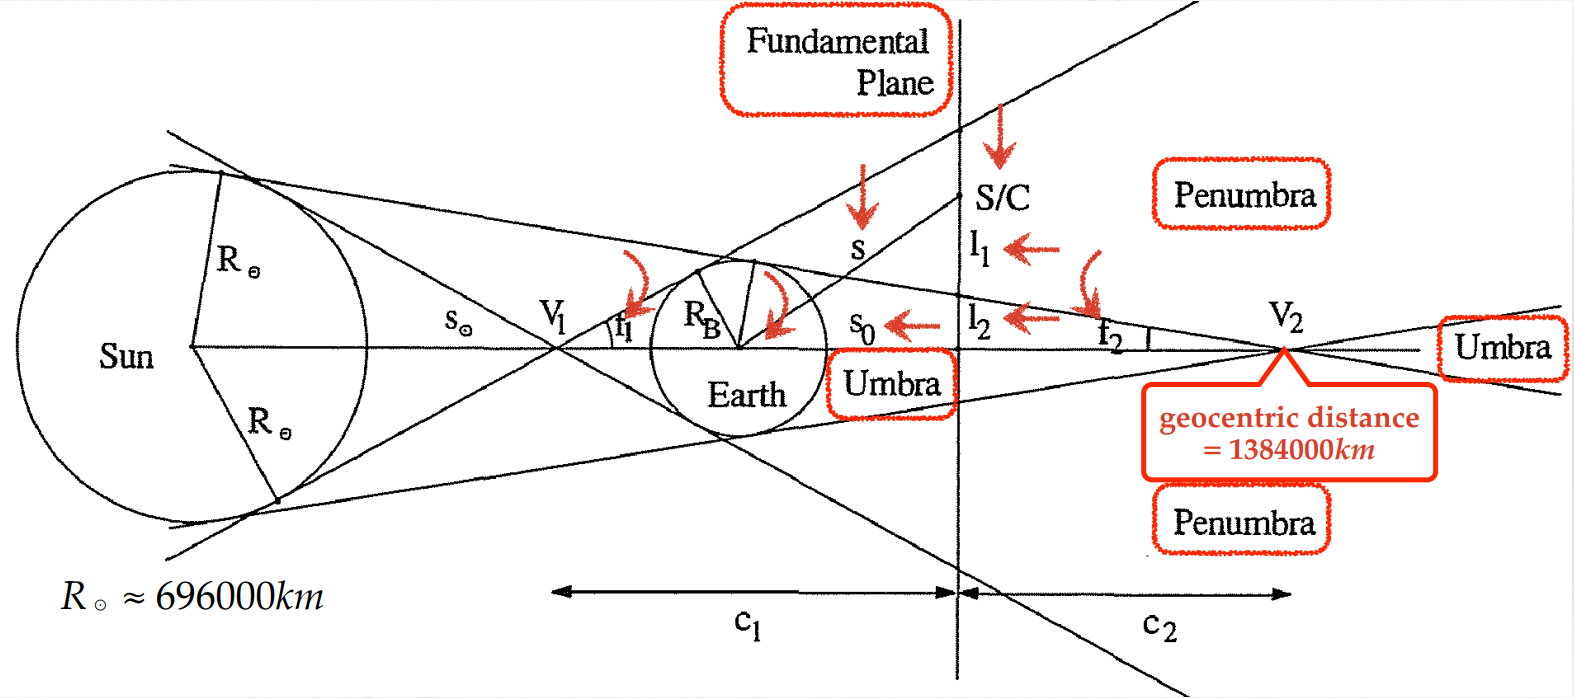 Fundamental
Plane
S/C
Penumbra
s
l₁
R☉
s☉
V₁
f₁
R_B
s₀
l₂
f₂
V₂
Sun
Umbra
Umbra
Earth
geocentric distance
= 1384000km
R☉
Penumbra
R☉ ≈ 696000km
c₁
c₂